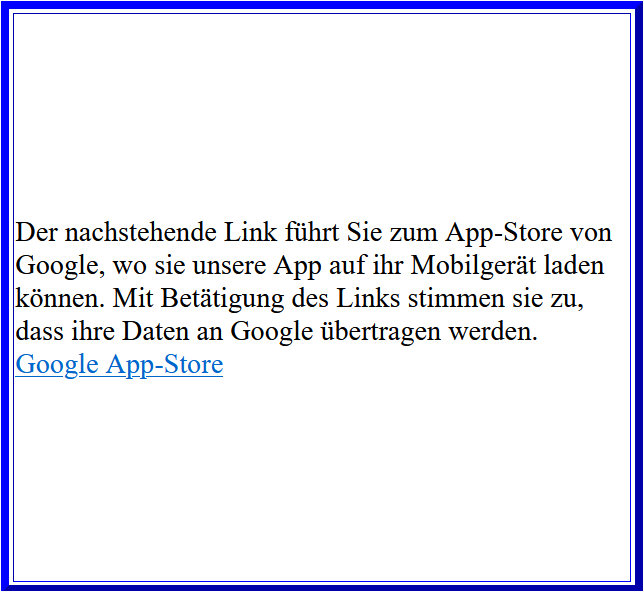 Der nachstehende Link führt Sie zum App-Store von
Google, wo sie unsere App auf ihr Mobilgerät laden
können. Mit Betätigung des Links stimmen sie zu,
dass ihre Daten an Google übertragen werden.
Google App-Store